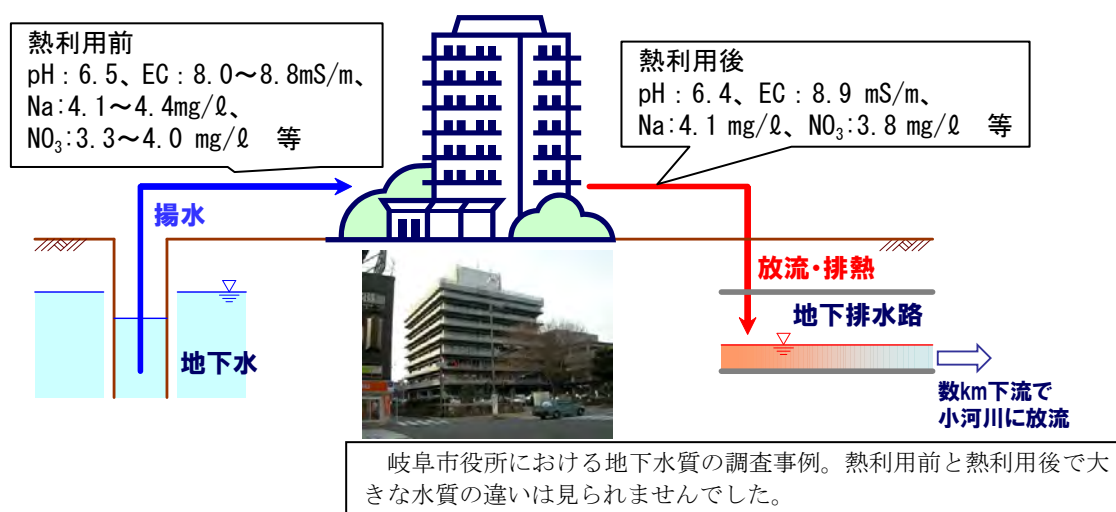 熱利用前
pH：6.5、EC：8.0～8.8mS/m、
Na:4.1～4.4mg/ℓ、
NO₃:3.3～4.0 mg/ℓ 等
熱利用後
pH：6.4、EC：8.9 mS/m、
Na:4.1 mg/ℓ、NO₃:3.8 mg/ℓ 等
揚水
放流・排熱
地下排水路
地下水
数km下流で
小河川に放流
岐阜市役所における地下水質の調査事例。熱利用前と熱利用後で大
きな水質の違いは見られませんでした。